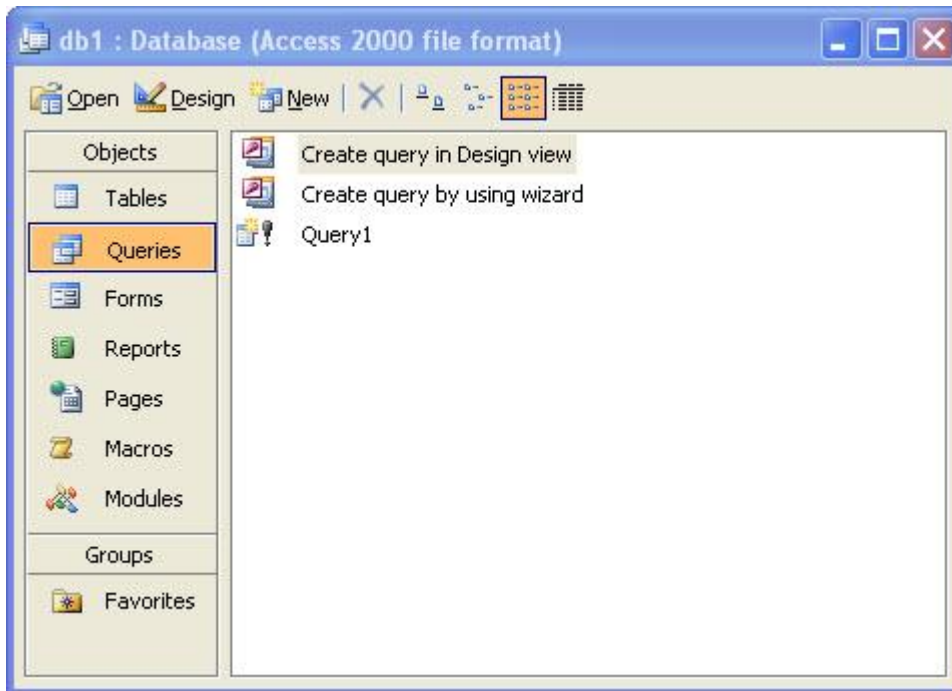 db1 : Database (Access 2000 file format)
Open Design New
Objects
Tables
Queries
Forms
Reports
Pages
Macros
Modules
Groups
Favorites
Create query in Design view
Create query by using wizard
Query1